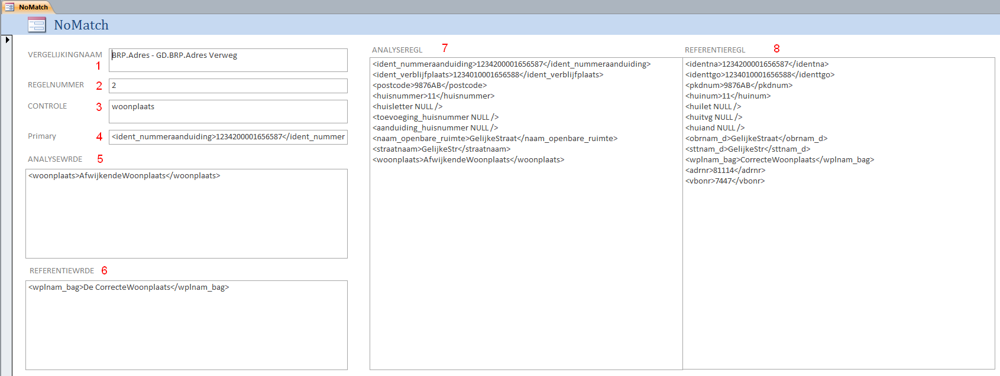 NoMatch
NoMatch
VERGELIJKINGNAAM 1 BRP.Adres - GD.BRP.Adres Verweg
REGELNUMMER 2 2
CONTROLE 3 woonplaats
Primary 4 <ident_nummeraanduiding>1234200001656587</ident_nummer
ANALYSEWRDE 5
<woonplaats>AfwijkendeWoonplaats</woonplaats>
REFERENTIEWRDE 6
<wplnam_bag>De CorrecteWoonplaats</wplnam_bag>
ANALYSEREGL 7
<ident_nummeraanduiding>1234200001656587</ident_nummeraanduiding>
<ident_verblijfplaats>1234010001656588</ident_verblijfplaats>
<postcode>9876AB</postcode>
<huisnummer>11</huisnummer>
<huisletter NULL/>
<toevoeging_huisnummer NULL/>
<aanduiding_huisnummer NULL/>
<naam_openbare_ruimte>GelijkeStraat</naam_openbare_ruimte>
<straatnaam>GelijkeStr</straatnaam>
<woonplaats>AfwijkendeWoonplaats</woonplaats>
REFERENTIEREGL 8
<identna>1234200001656587</identna>
<identtgo>1234010001656588</identtgo>
<pkdnum>9876AB</pkdnum>
<huinum>11</huinum>
<huilet NULL/>
<huitvg NULL/>
<huiand NULL/>
<obrnam_d>GelijkeStraat</obrnam_d>
<sttnam_d>GelijkeStr</sttnam_d>
<wplnam_bag>CorrecteWoonplaats</wplnam_bag>
<adrnr>81114</adrnr>
<vbonr>7447</vbonr>